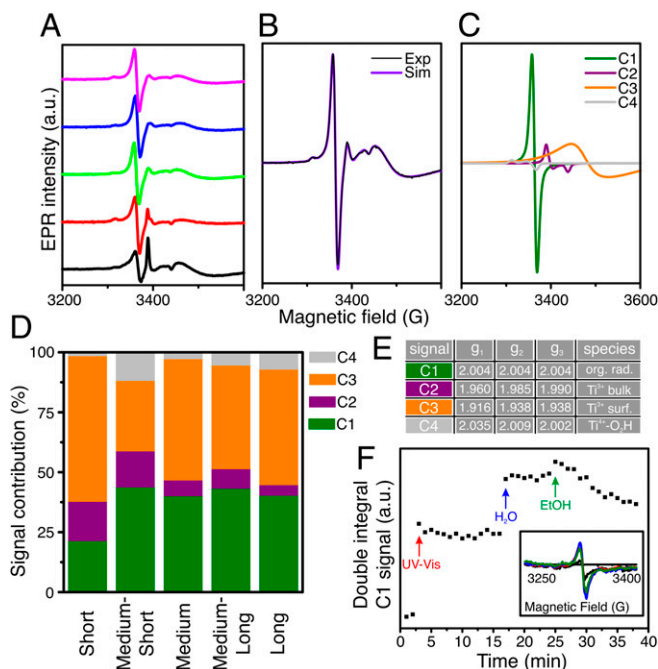 A
B
C
EPR intensity (a.u.)
Exp
Sim
C1
C2
C3
C4
3200
3400
3200
3400
3200
3400
3600
Magnetic field (G)
D
Signal contribution (%)
100
75
50
25
0
C4
C3
C2
C1
Short
Medium-
Short
Medium
Medium-
Long
Long
E
signal g₁ g₂ g₃ species
C1 2.004 2.004 2.004 org. rad.
C2 1.960 1.985 1.990 Ti³⁺ bulk
C3 1.916 1.938 1.938 Ti³⁺ surf.
C4 2.035 2.009 2.002 Ti⁴⁺-O₂H
F
Double integral
C1 signal (a.u.)
UV-Vis
H₂O
EtOH
3250
3400
Magnetic Field (G)
0 5 10 15 20 25 30 35 40
Time (min)